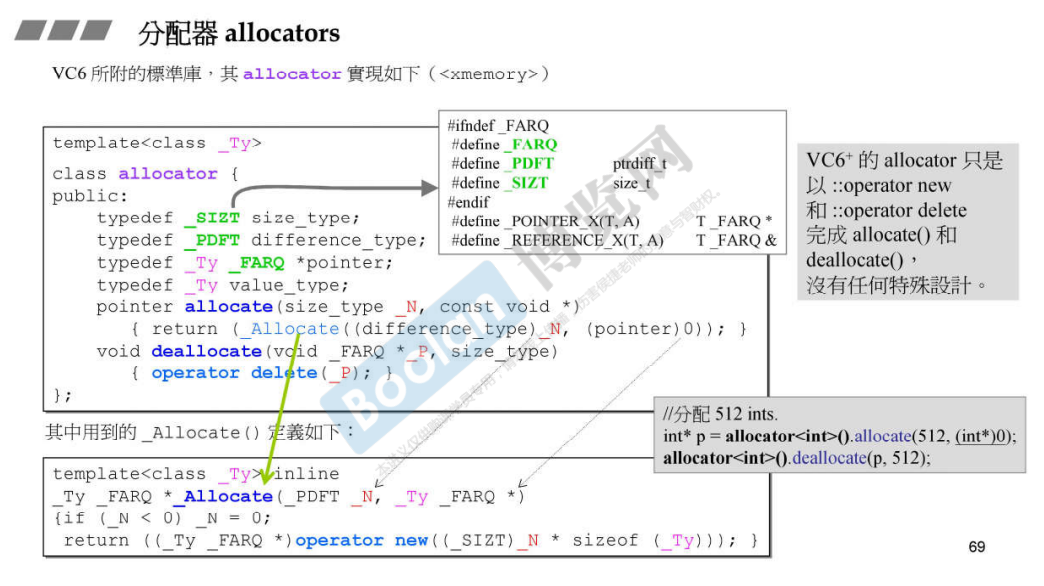 分配器 allocators
VC6 所附的標準庫，其 allocator 實現如下（<xmemory>）
template<class _Ty>
class allocator {
public:
typedef _SIZT size_type;
typedef _PDFT difference_type;
typedef _Ty _FARQ *pointer;
typedef _Ty value_type;
pointer allocate(size_type _N, const void *)
{ return (_Allocate((difference_type)_N, (pointer)0)); }
void deallocate(void _FARQ *_P, size_type)
{ operator delete(_P); }
};
#ifndef _FARQ
#define _FARQ
#define _PDFT ptrdiff_t
#define _SIZT size_t
#endif
#define _POINTER_X(T, A) T _FARQ *
#define _REFERENCE_X(T, A) T _FARQ &
VC6+ 的 allocator 只是
以 ::operator new
和 ::operator delete
完成 allocate() 和
deallocate()，
沒有任何特殊設計。
//分配 512 ints.
int* p = allocator<int>().allocate(512, (int*)0);
allocator<int>().deallocate(p, 512);
其中用到的 _Allocate() 定義如下：
template<class _Ty> inline
_Ty _FARQ *_Allocate(_PDFT _N, _Ty _FARQ *)
{if (_N < 0) _N = 0;
return ((_Ty _FARQ *)operator new((_SIZT)_N * sizeof (_Ty))); }
Boolan 博览网
69